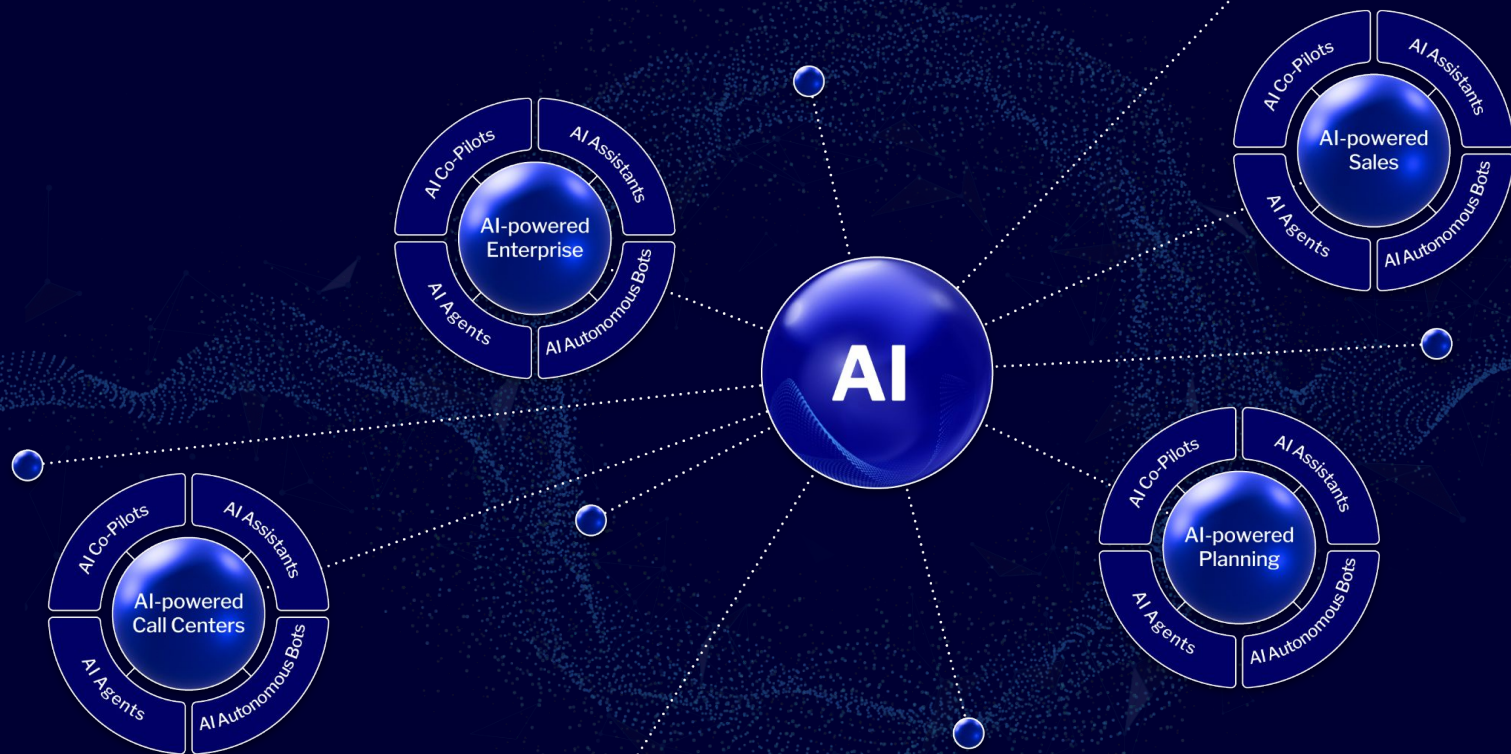 AI Co-Pilots
AI Assistants
AI-powered
Enterprise
AI Agents
AI Autonomous Bots
AI Co-Pilots
AI Assistants
AI-powered
Sales
AI Agents
AI Autonomous Bots
AI
AI Co-Pilots
AI Assistants
AI-powered
Call Centers
AI Agents
AI Autonomous Bots
AI Co-Pilots
AI Assistants
AI-powered
Planning
AI Agents
AI Autonomous Bots